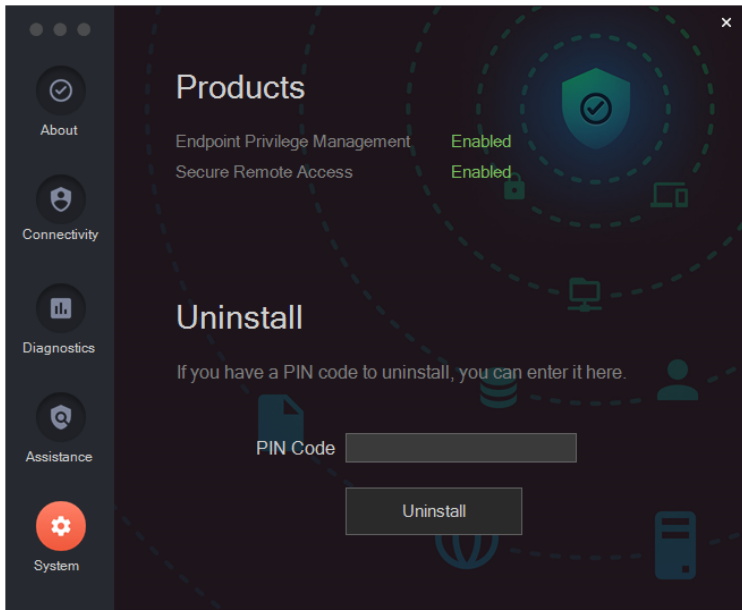 About
Connectivity
Diagnostics
Assistance
System
Products
Endpoint Privilege Management Enabled
Secure Remote Access Enabled
Uninstall
If you have a PIN code to uninstall, you can enter it here.
PIN Code
Uninstall